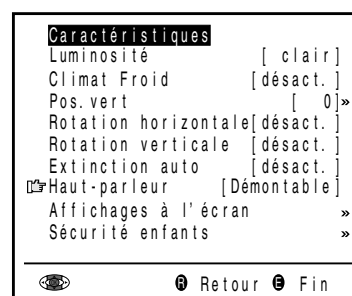 Caractéristiques
Luminosité [ clair]
Climat Froid [désact. ]
Pos.vert [ 0]»
Rotation horizontale[désact. ]
Rotation verticale [désact. ]
Extinction auto [désact. ]
Haut-parleur [Démontable]
Affichages à l'écran »
Sécurité enfants »
R Retour E Fin